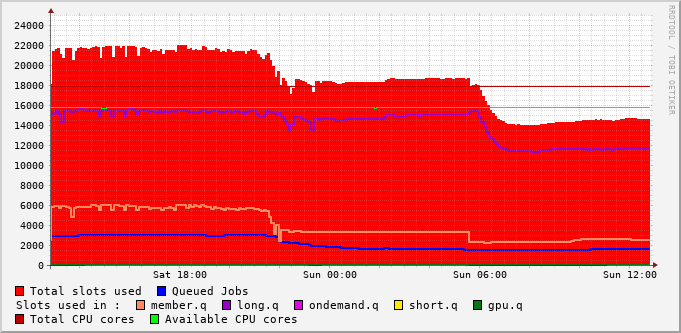 RRDTOOL / TOBI OETIKER
24000
22000
20000
18000
16000
14000
12000
10000
8000
6000
4000
2000
0
Sat 18:00 Sun 00:00 Sun 06:00 Sun 12:00
Total slots used Queued Jobs
Slots used in : member.q long.q ondemand.q short.q gpu.q
Total CPU cores Available CPU cores